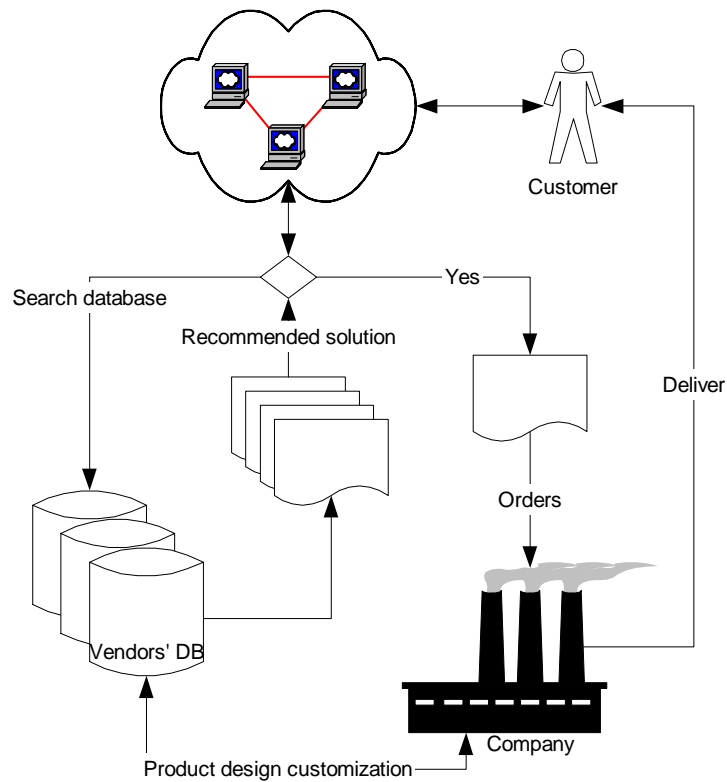 Customer
Search database
Yes
Recommended solution
Deliver
Orders
Vendors' DB
Company
Product design customization